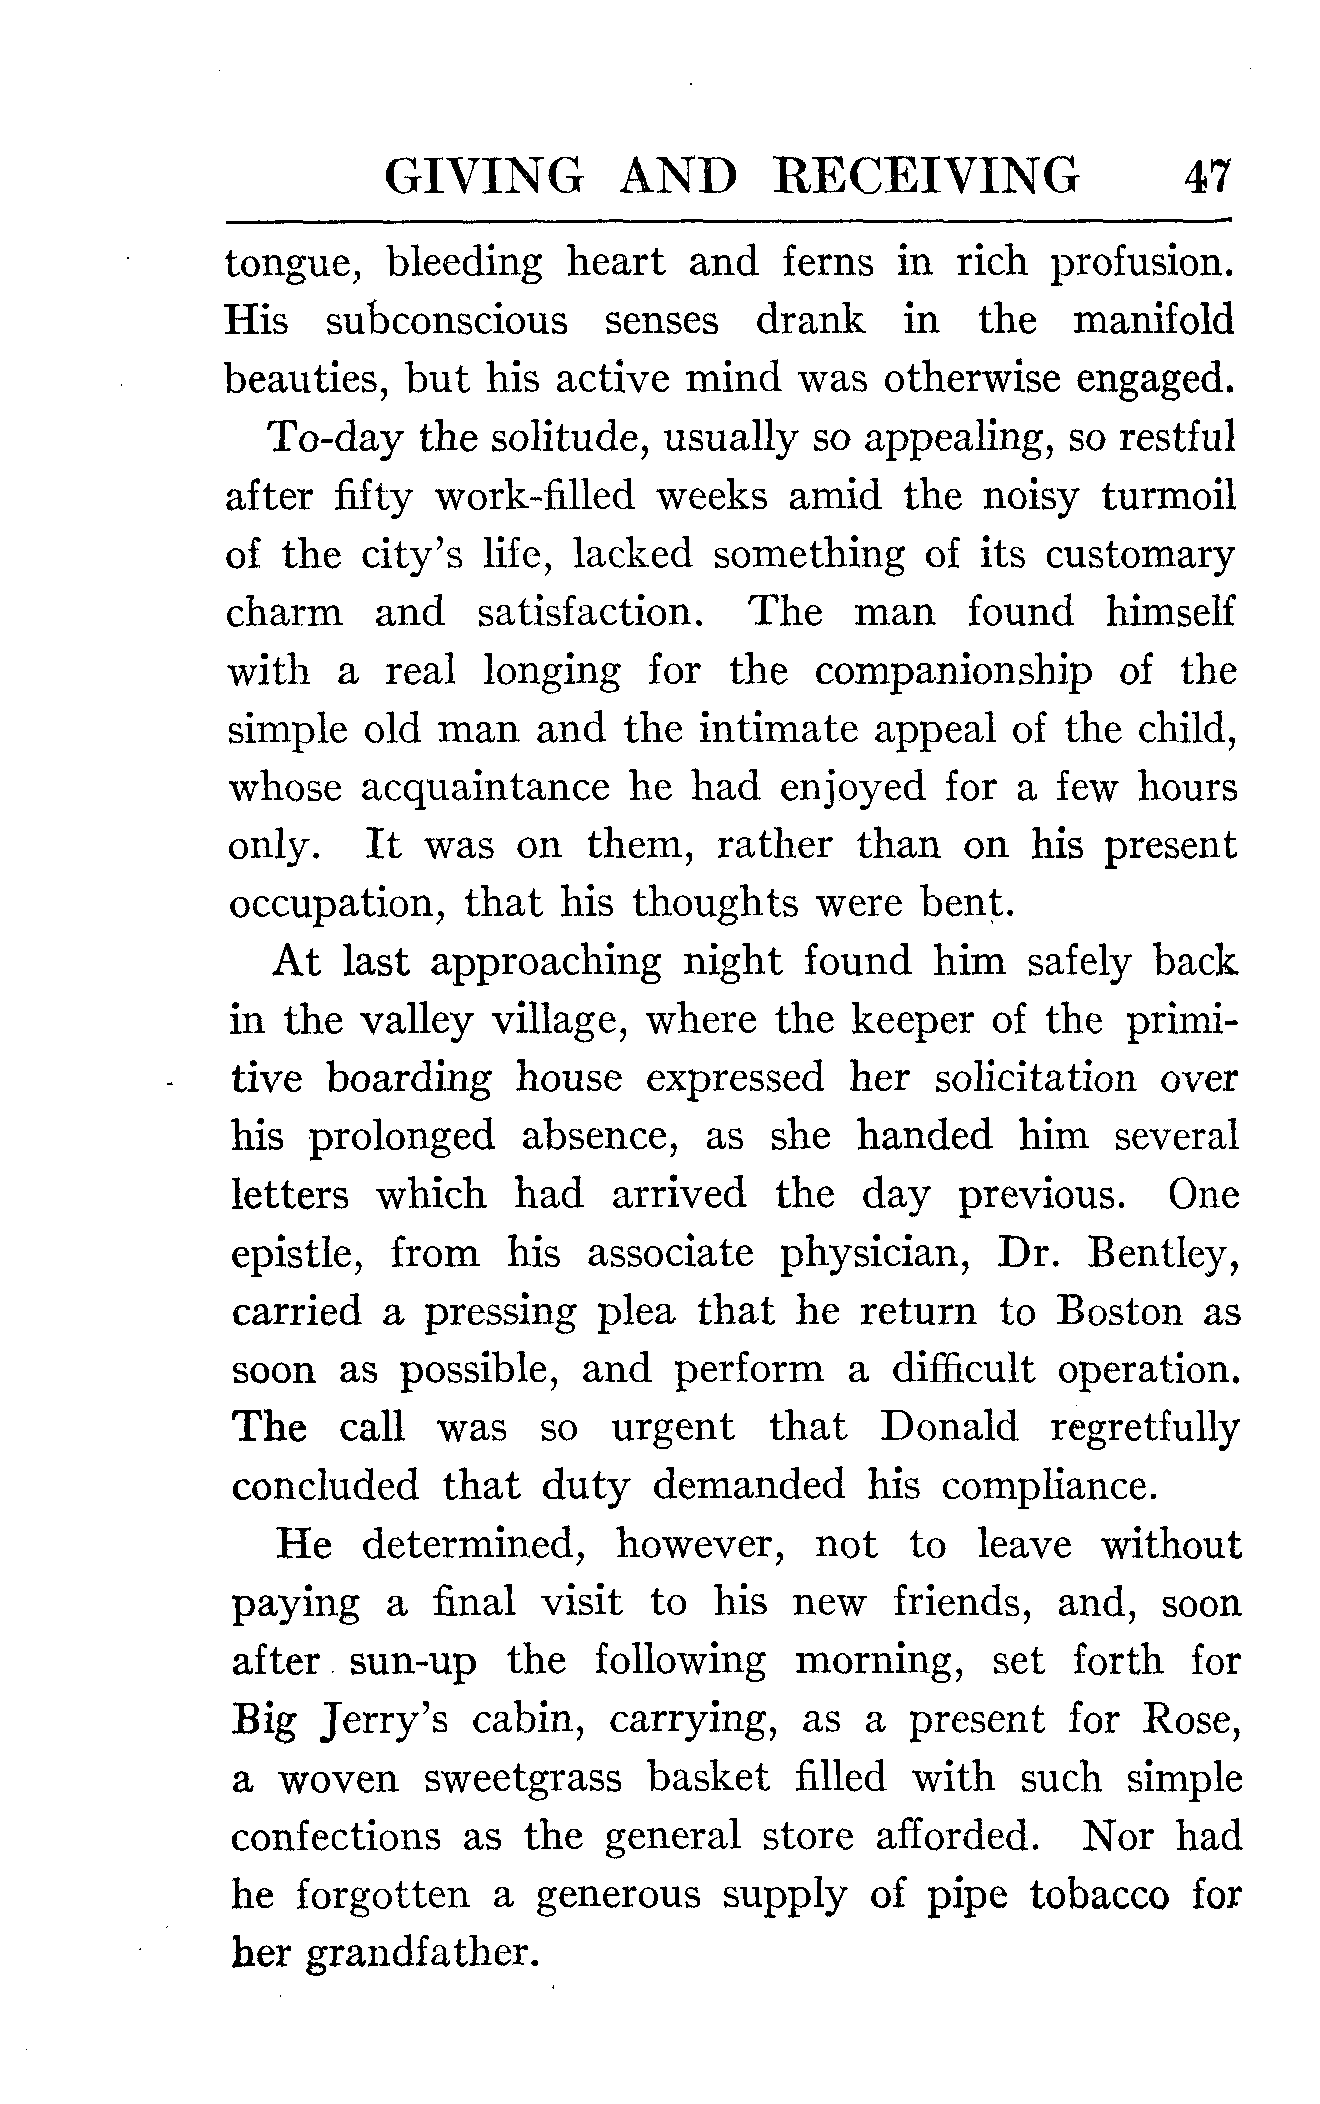 GIVING AND RECEIVING 47
tongue, bleeding heart and ferns in rich profusion.
His subconscious senses drank in the manifold
beauties, but his active mind was otherwise engaged.
To-day the solitude, usually so appealing, so restful
after fifty work-filled weeks amid the noisy turmoil
of the city's life, lacked something of its customary
charm and satisfaction. The man found himself
with a real longing for the companionship of the
simple old man and the intimate appeal of the child,
whose acquaintance he had enjoyed for a few hours
only. It was on them, rather than on his present
occupation, that his thoughts were bent.
At last approaching night found him safely back
in the valley village, where the keeper of the primi-
tive boarding house expressed her solicitation over
his prolonged absence, as she handed him several
letters which had arrived the day previous. One
epistle, from his associate physician, Dr. Bentley,
carried a pressing plea that he return to Boston as
soon as possible, and perform a difficult operation.
The call was so urgent that Donald regretfully
concluded that duty demanded his compliance.
He determined, however, not to leave without
paying a final visit to his new friends, and, soon
after sun-up the following morning, set forth for
Big Jerry's cabin, carrying, as a present for Rose,
a woven sweetgrass basket filled with such simple
confections as the general store afforded. Nor had
he forgotten a generous supply of pipe tobacco for
her grandfather.